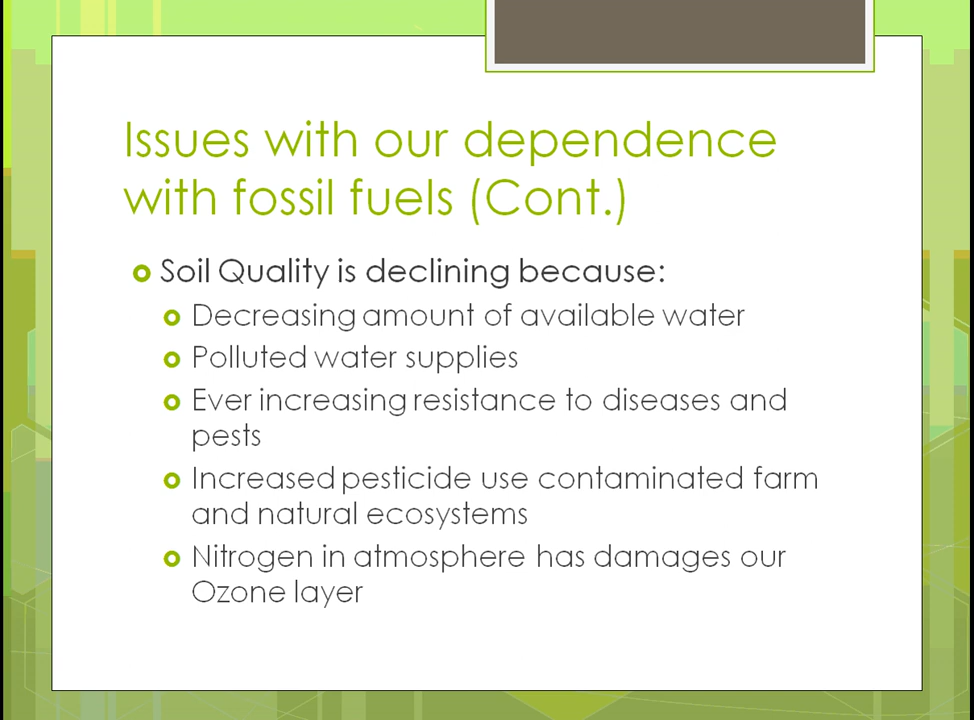 Issues with our dependence
with fossil fuels (Cont.)
Soil Quality is declining because:
Decreasing amount of available water
Polluted water supplies
Ever increasing resistance to diseases and
pests
Increased pesticide use contaminated farm
and natural ecosystems
Nitrogen in atmosphere has damages our
Ozone layer